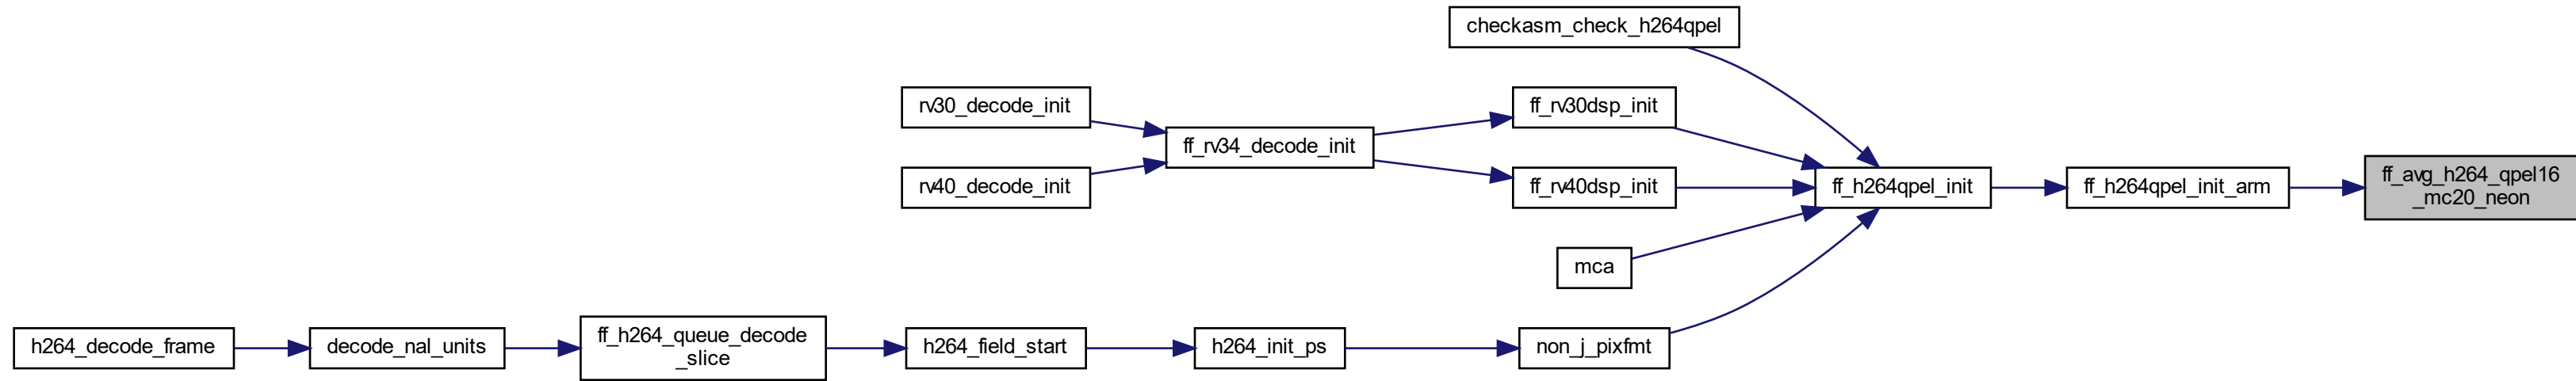 checkasm_check_h264qpel
rv30_decode_init
ff_rv30dsp_init
ff_rv34_decode_init
rv40_decode_init
ff_rv40dsp_init
ff_h264qpel_init
ff_h264qpel_init_arm
ff_avg_h264_qpel16
_mc20_neon
mca
h264_decode_frame
decode_nal_units
ff_h264_queue_decode
_slice
h264_field_start
h264_init_ps
non_j_pixfmt